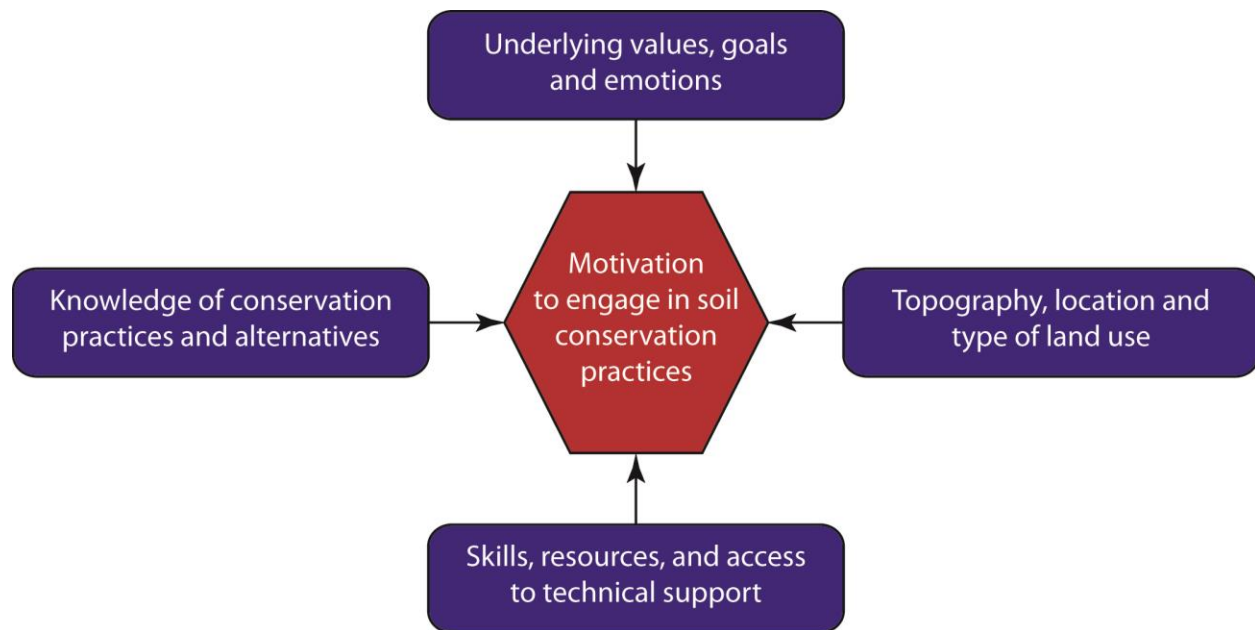 Underlying values, goals
and emotions
Knowledge of conservation
practices and alternatives
Motivation
to engage in soil
conservation
practices
Topography, location and
type of land use
Skills, resources, and access
to technical support